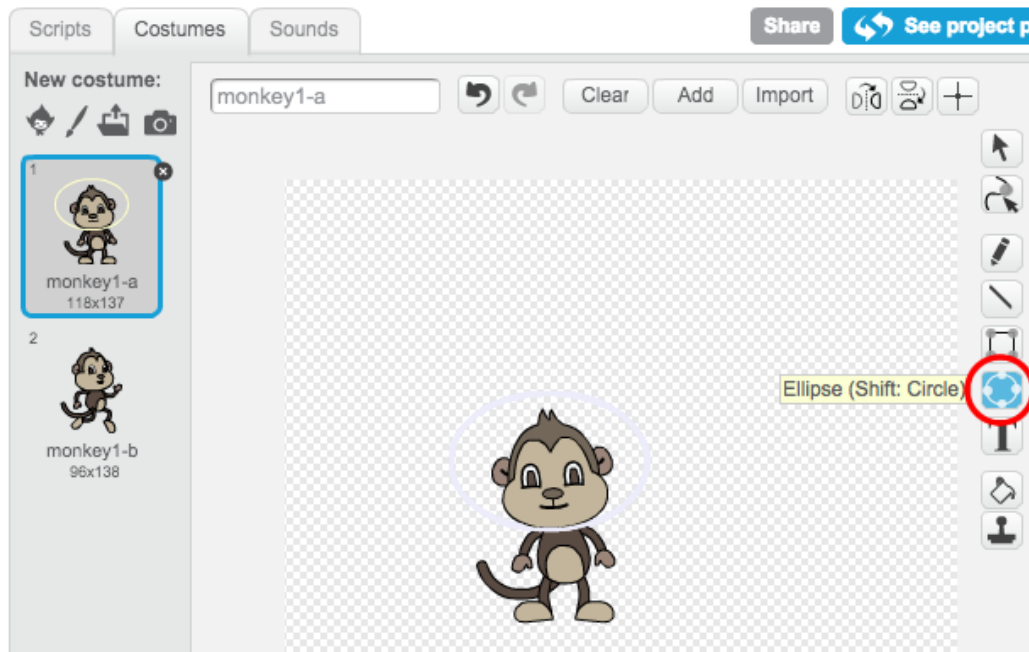 Scripts
Costumes
Sounds
Share
See project p
New costume:
monkey1-a
Clear
Add
Import
1
monkey1-a
118x137
2
monkey1-b
96x138
Ellipse (Shift: Circle)
T